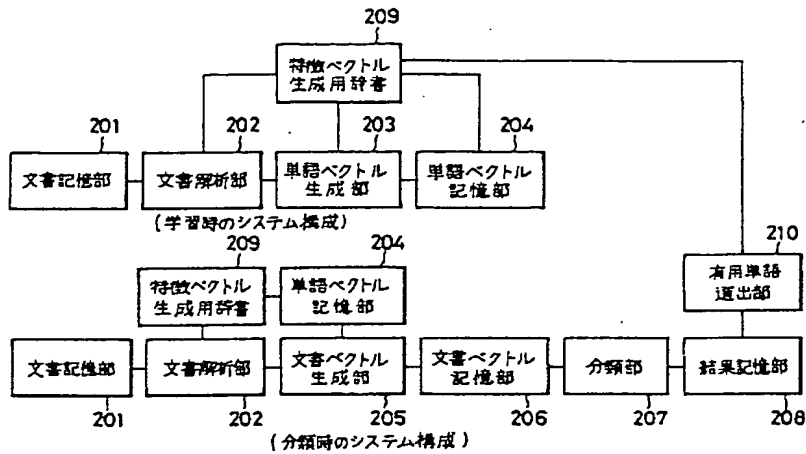 209
特徴ベクトル
生成用辞書
201
202
203
204
文書記憶部
文書解析部
単語ベクトル
生成部
単語ベクトル
記憶部
(学習時のシステム構成)
209
204
210
特徴ベクトル
生成用辞書
単語ベクトル
記憶部
有用単語
選出部
文書記憶部
文書解析部
文書ベクトル
生成部
文書ベクトル
記憶部
分類部
結果記憶部
201
202
205
206
207
208
(分類時のシステム構成)